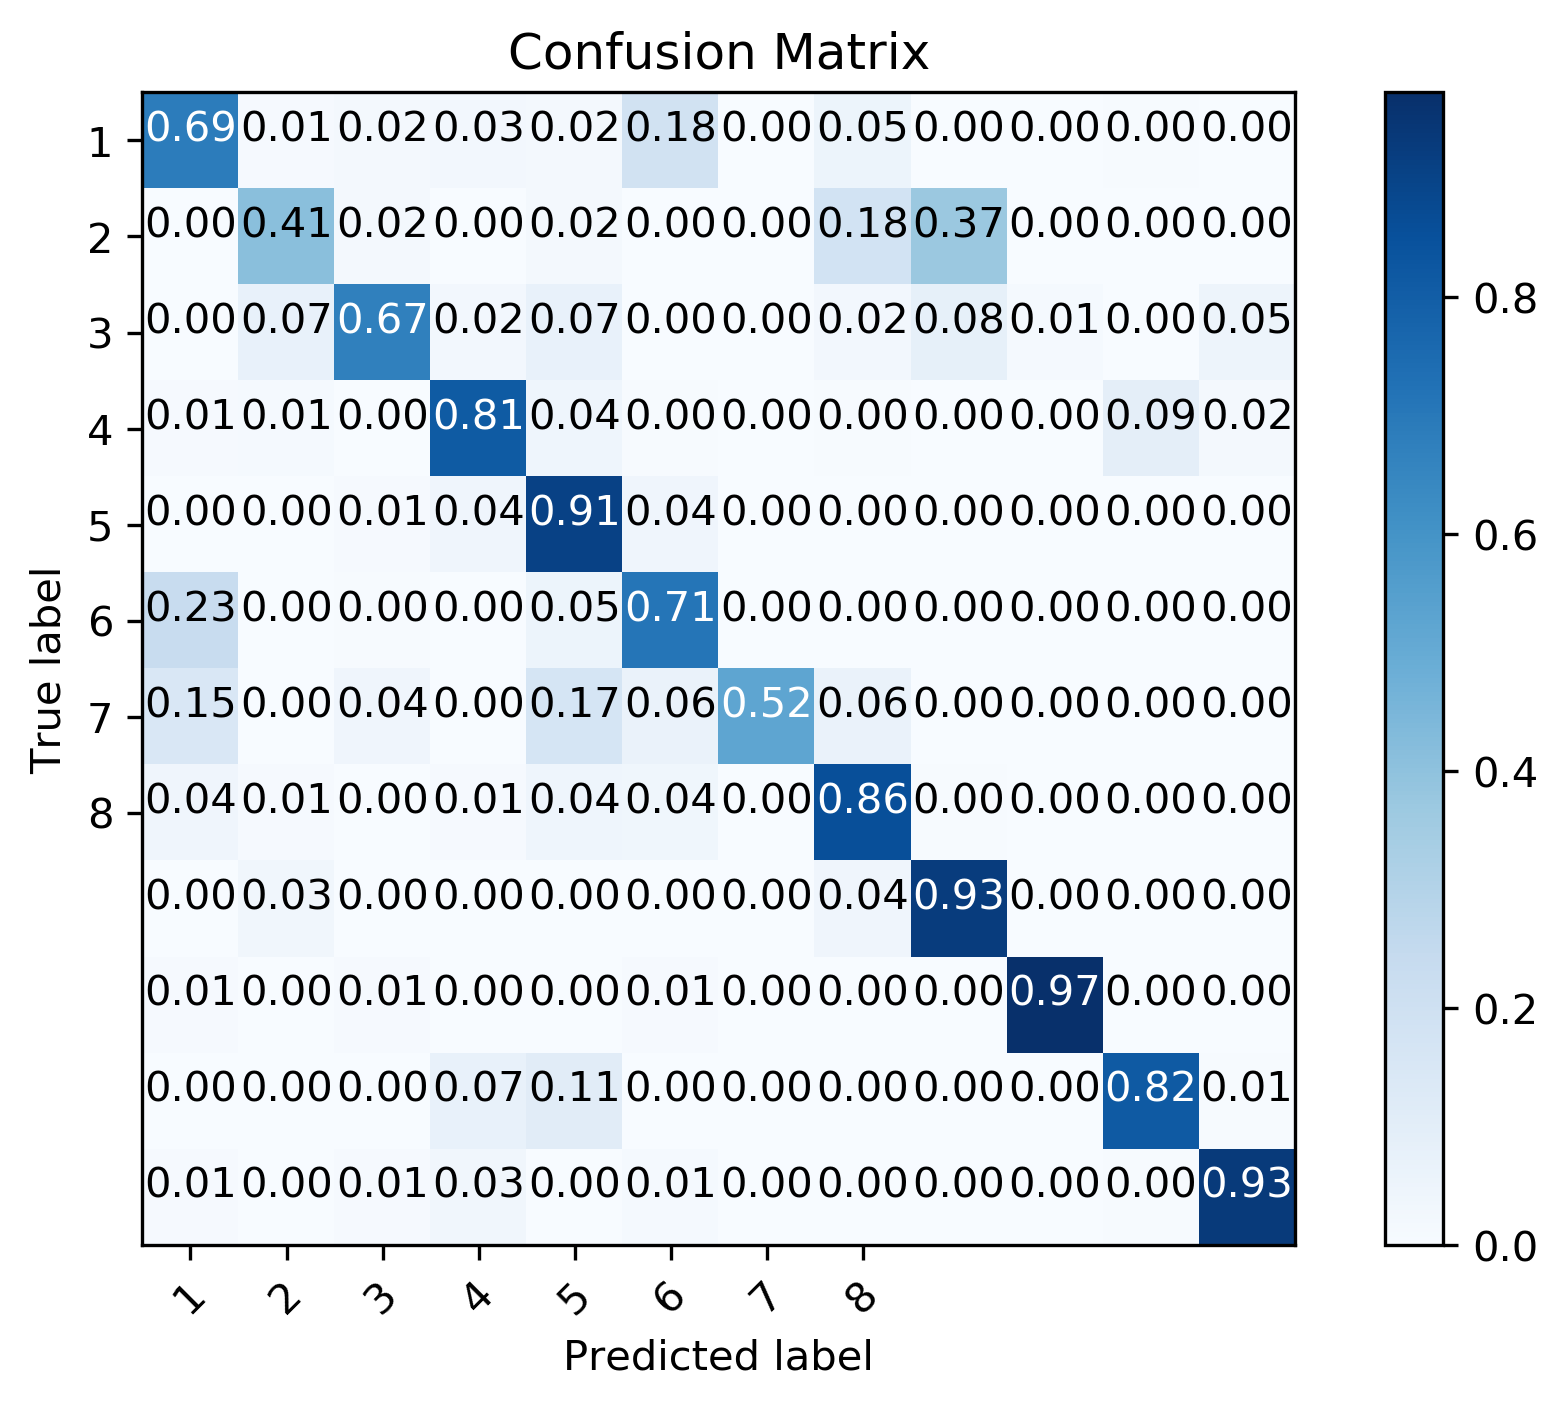 Confusion Matrix
1 0.69 0.01 0.02 0.03 0.02 0.18 0.00 0.05 0.00 0.00 0.00 0.00
2 0.00 0.41 0.02 0.00 0.02 0.00 0.00 0.18 0.37 0.00 0.00 0.00
3 0.00 0.07 0.67 0.02 0.07 0.00 0.00 0.02 0.08 0.01 0.00 0.05
4 0.01 0.01 0.00 0.81 0.04 0.00 0.00 0.00 0.00 0.00 0.09 0.02
5 0.00 0.00 0.01 0.04 0.91 0.04 0.00 0.00 0.00 0.00 0.00 0.00
6 0.23 0.00 0.00 0.00 0.05 0.71 0.00 0.00 0.00 0.00 0.00 0.00
7 0.15 0.00 0.04 0.00 0.17 0.06 0.52 0.06 0.00 0.00 0.00 0.00
8 0.04 0.01 0.00 0.01 0.04 0.04 0.00 0.86 0.00 0.00 0.00 0.00
0.00 0.03 0.00 0.00 0.00 0.00 0.00 0.04 0.93 0.00 0.00 0.00
0.01 0.00 0.01 0.00 0.00 0.01 0.00 0.00 0.00 0.97 0.00 0.00
0.00 0.00 0.00 0.07 0.11 0.00 0.00 0.00 0.00 0.00 0.82 0.01
0.01 0.00 0.01 0.03 0.00 0.01 0.00 0.00 0.00 0.00 0.00 0.93
1 2 3 4 5 6 7 8
Predicted label
True label
0.8
0.6
0.4
0.2
0.0